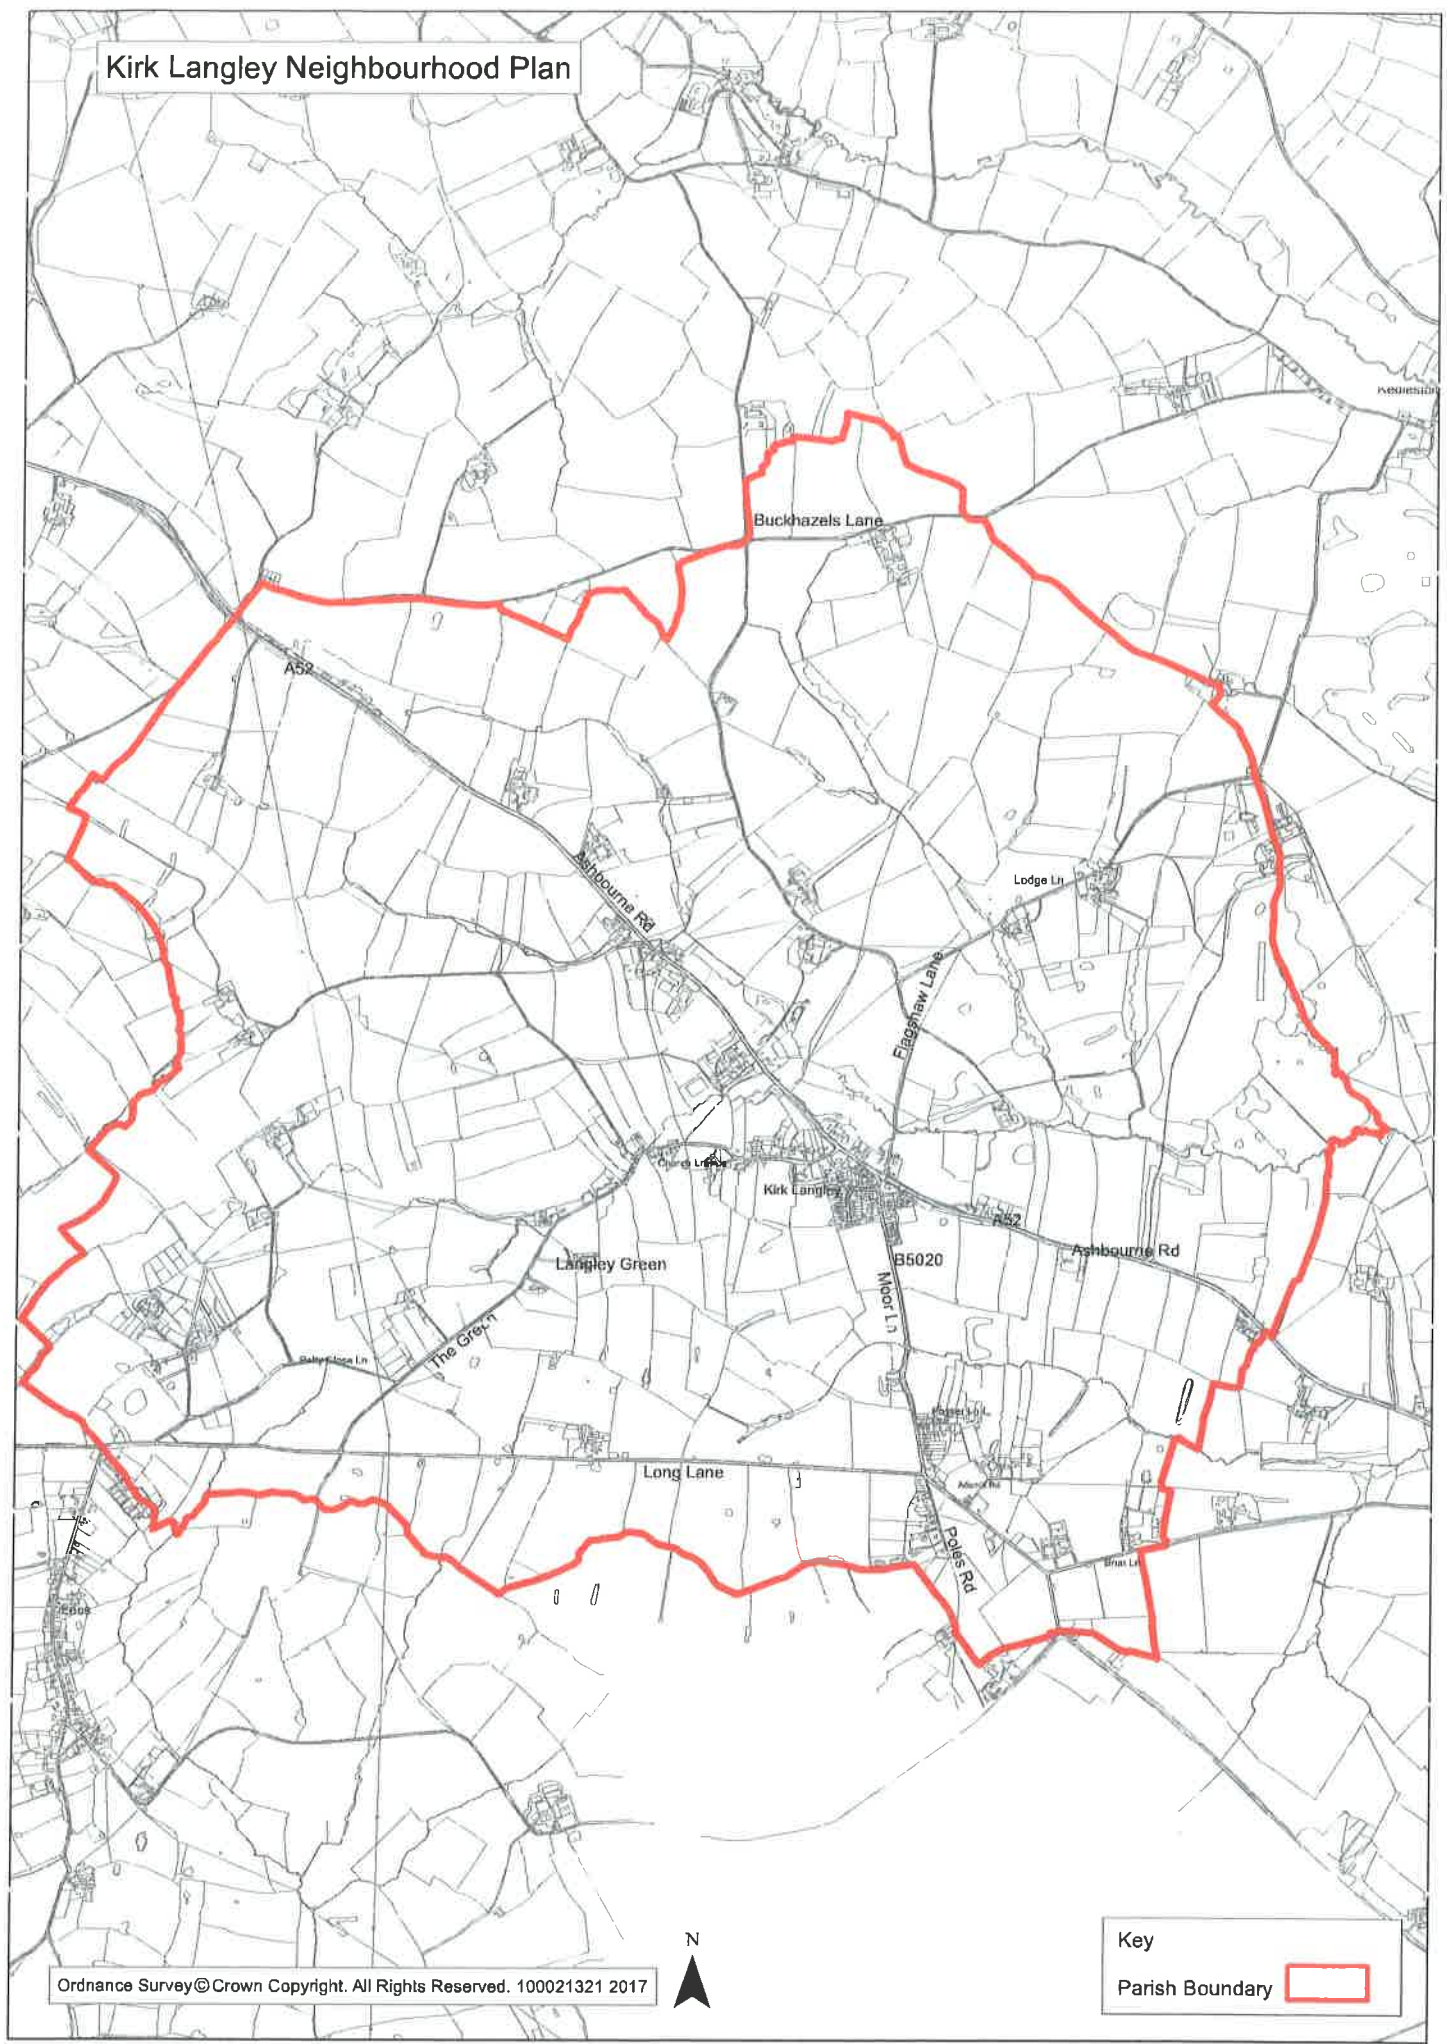 Kirk Langley Neighbourhood Plan
Buckhazels Lane
A52
Ashbourne Rd
Lodge Ln
Flagshaw Lane
Kirk Langley
A52
Ashbourne Rd
Langley Green
B5020
Moor Ln
The Green
Long Lane
Poles Rd
Briar Ln
N
Key
Parish Boundary
Ordnance Survey©Crown Copyright. All Rights Reserved. 100021321 2017